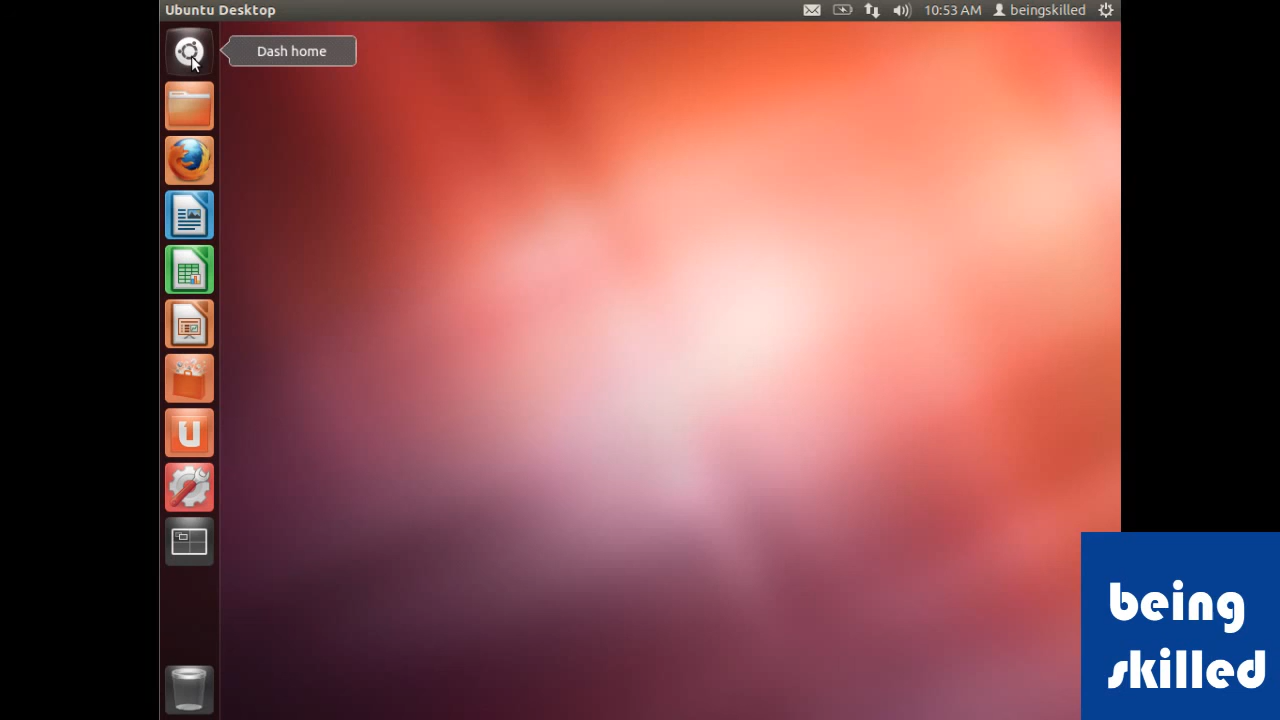 Ubuntu Desktop
10:53 AM
beingskilled
Dash home
u
being
skilled